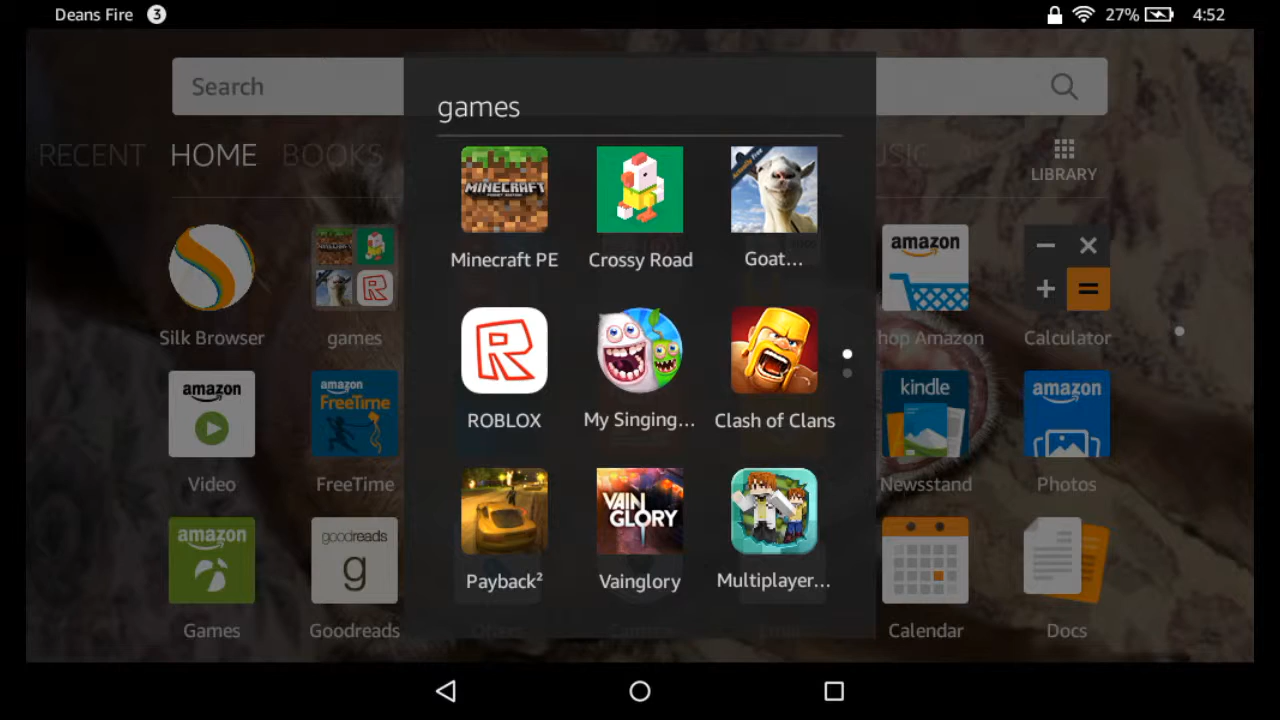 Deans Fire 3 27% 4:52
Search
games
RECENT HOME BOOKS
LIBRARY
MINECRAFT
Minecraft PE Crossy Road Goat...
amazon
Silk Browser games hop Amazon Calculator
R
ROBLOX My Singing... Clash of Clans
amazon
amazon
FreeTime
kindle
amazon
Video FreeTime Newsstand Photos
VAIN
GLORY
Payback² Vainglory Multiplayer...
amazon
goodreads
g
Games Goodreads Calendar Docs